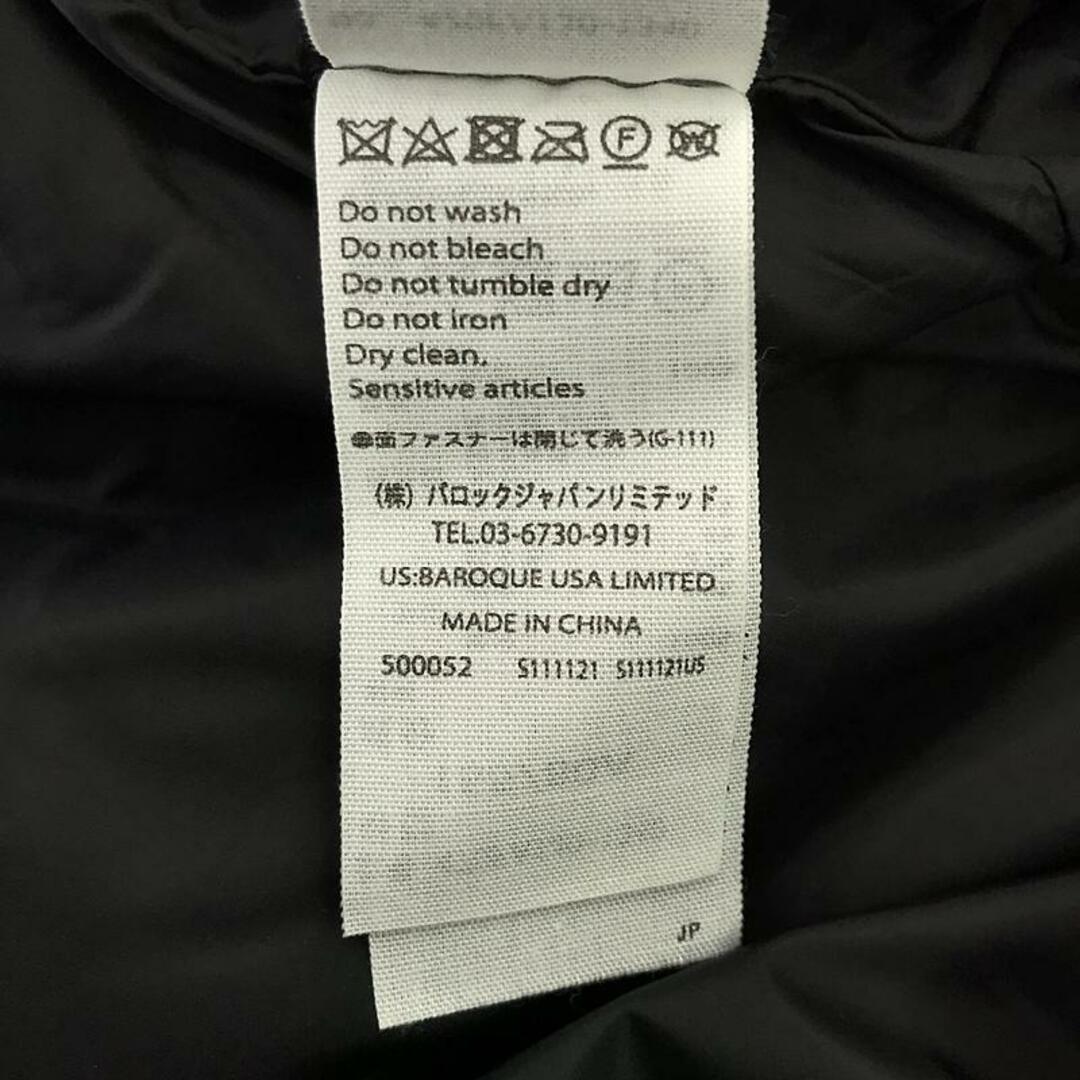 F
W
Do not wash
Do not bleach
Do not tumble dry
Do not iron
Dry clean.
Sensitive articles
●面ファスナーは閉じて洗う(G-111)
(株) バロックジャパンリミテッド
TEL.03-6730-9191
US:BAROQUE USA LIMITED
MADE IN CHINA
500052 S111121 S111121US
JP